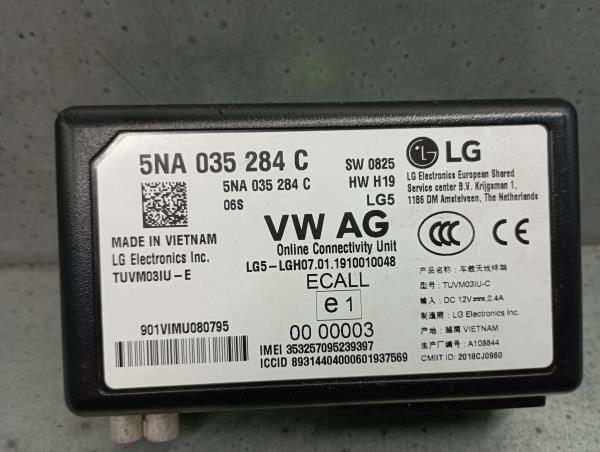 5NA 035 284 C
5NA 035 284 C
06S
SW 0825
HW H19
LG5
MADE IN VIETNAM
LG Electronics Inc.
TUVM03IU-E
VW AG
Online Connectivity Unit
LG5-LGH07.01.1910010048
ECALL
e 1
00 00003
901VIMU080795
IMEI 353257095239397
ICCID 89314404000601937569
LG
LG Electronics European Shared
Service center B.V. Krijgsman 1,
1186 DM Amstelveen, The Netherlands
CCC CE
产品名称: 车载无线终端
型号: TUVM03IU-C
输入: DC 12V⎓, 0.4A
制造商: LG Electronics Inc.
产地: 越南 VIETNAM
生产厂编号: A108844
CMIIT ID: 2018CJ0960